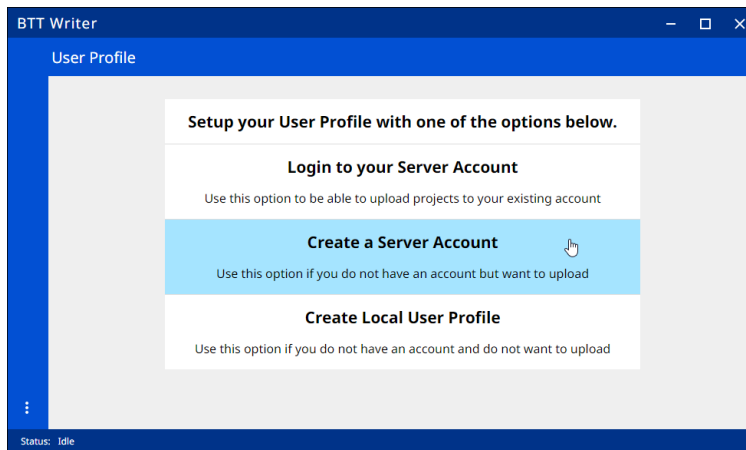 BTT Writer
User Profile
Setup your User Profile with one of the options below.
Login to your Server Account
Use this option to be able to upload projects to your existing account
Create a Server Account
Use this option if you do not have an account but want to upload
Create Local User Profile
Use this option if you do not have an account and do not want to upload
Status: Idle